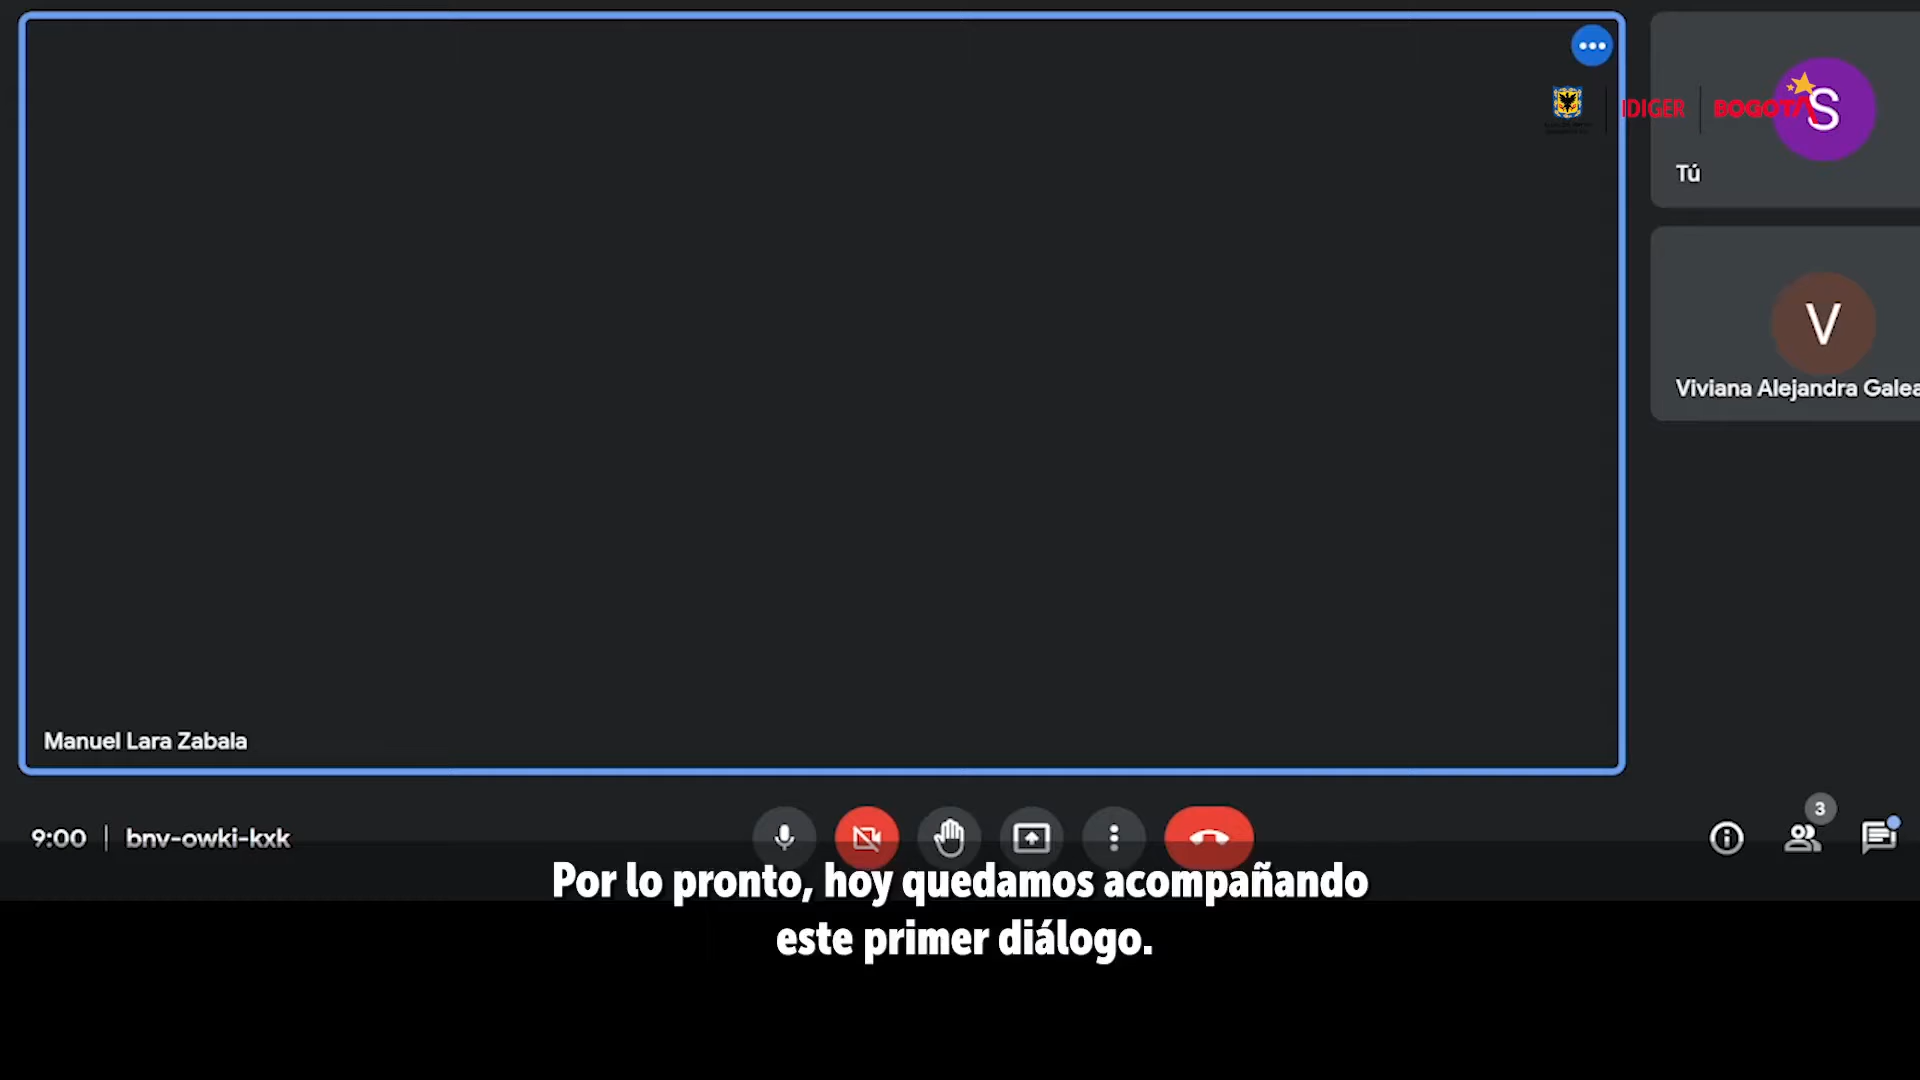 IDIGER
BOGOTÁ
S
Tú
V
Viviana Alejandra Galea
Manuel Lara Zabala
3
9:00 | bnv-owki-kxk
Por lo pronto, hoy quedamos acompañando
este primer diálogo.